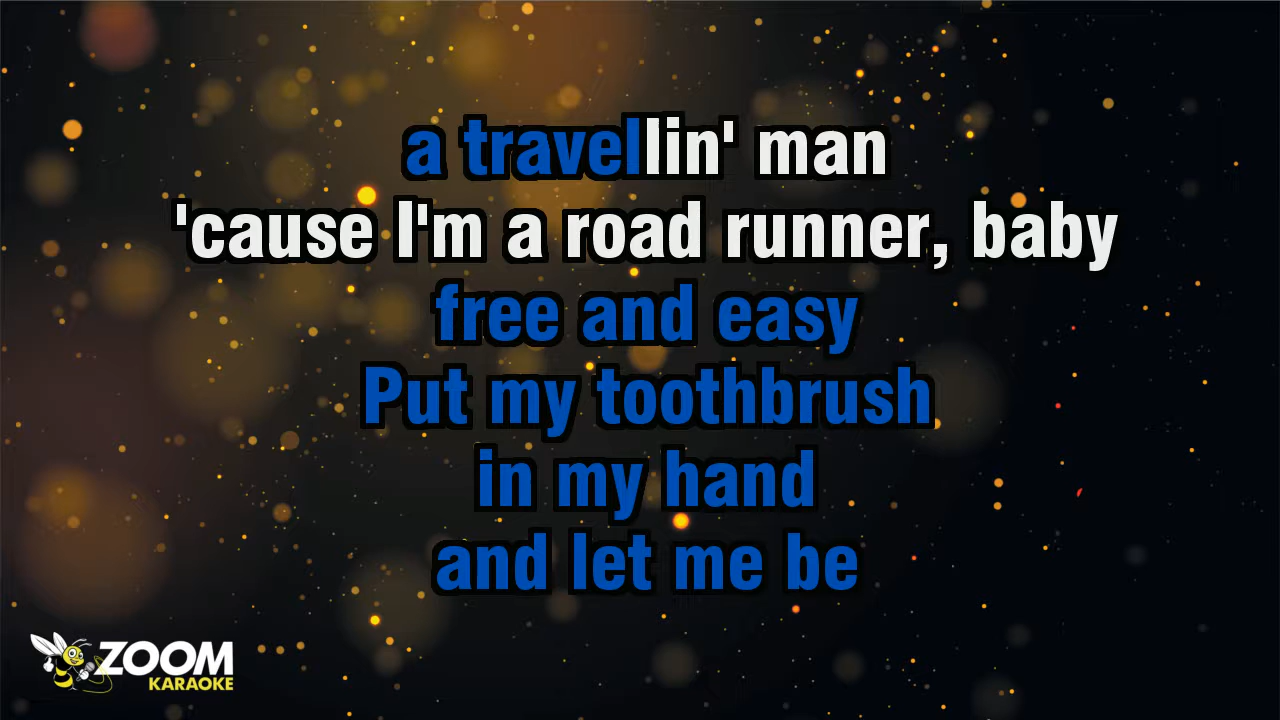 a travellin' man
'cause I'm a road runner, baby
free and easy
Put my toothbrush
in my hand
and let me be
ZOOM
KARAOKE